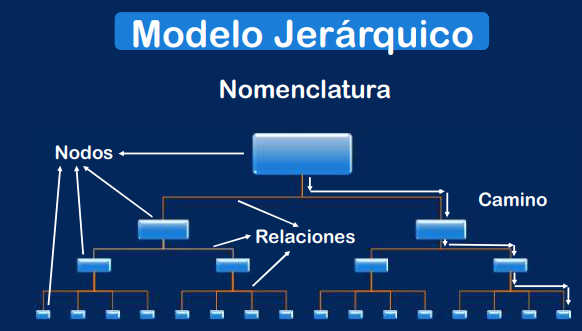 Modelo Jerárquico
Nomenclatura
Nodos
Camino
Relaciones